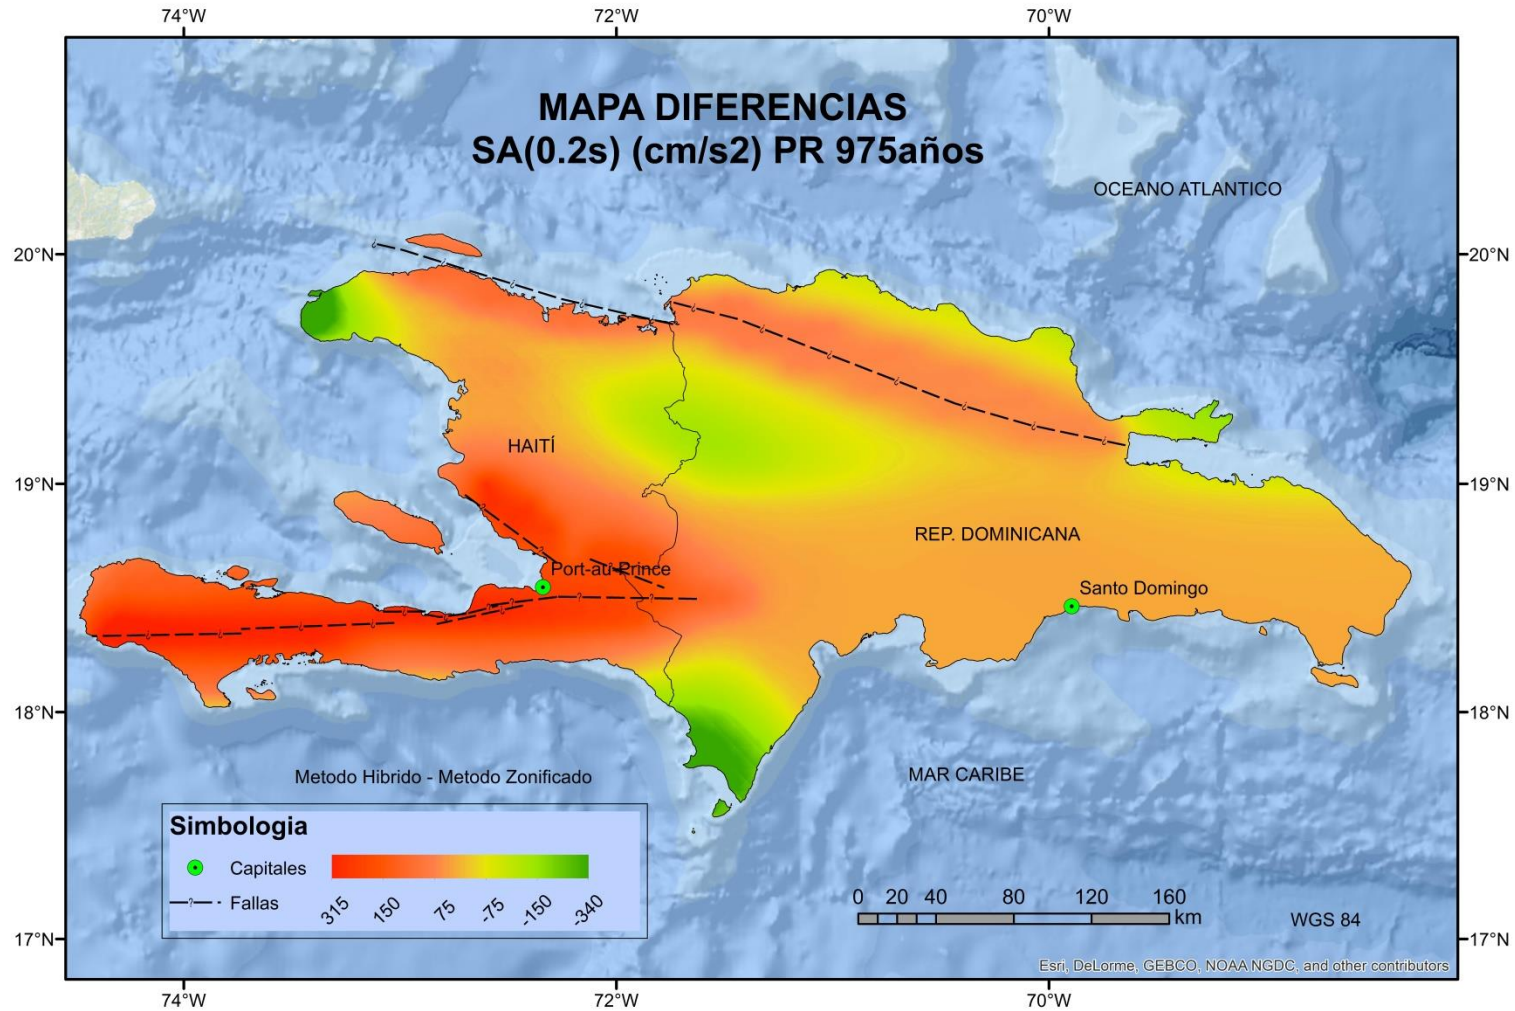 74°W
72°W
70°W
MAPA DIFERENCIAS
SA(0.2s) (cm/s2) PR 975años
OCEANO ATLANTICO
20°N
20°N
HAITÍ
19°N
19°N
REP. DOMINICANA
Port-au-Prince
Santo Domingo
18°N
18°N
Metodo Hibrido - Metodo Zonificado
MAR CARIBE
Simbologia
Capitales
Fallas
315 150 75 -75 -150 -340
0 20 40 80 120 160
km
WGS 84
17°N
17°N
Esri, DeLorme, GEBCO, NOAA NGDC, and other contributors
74°W
72°W
70°W